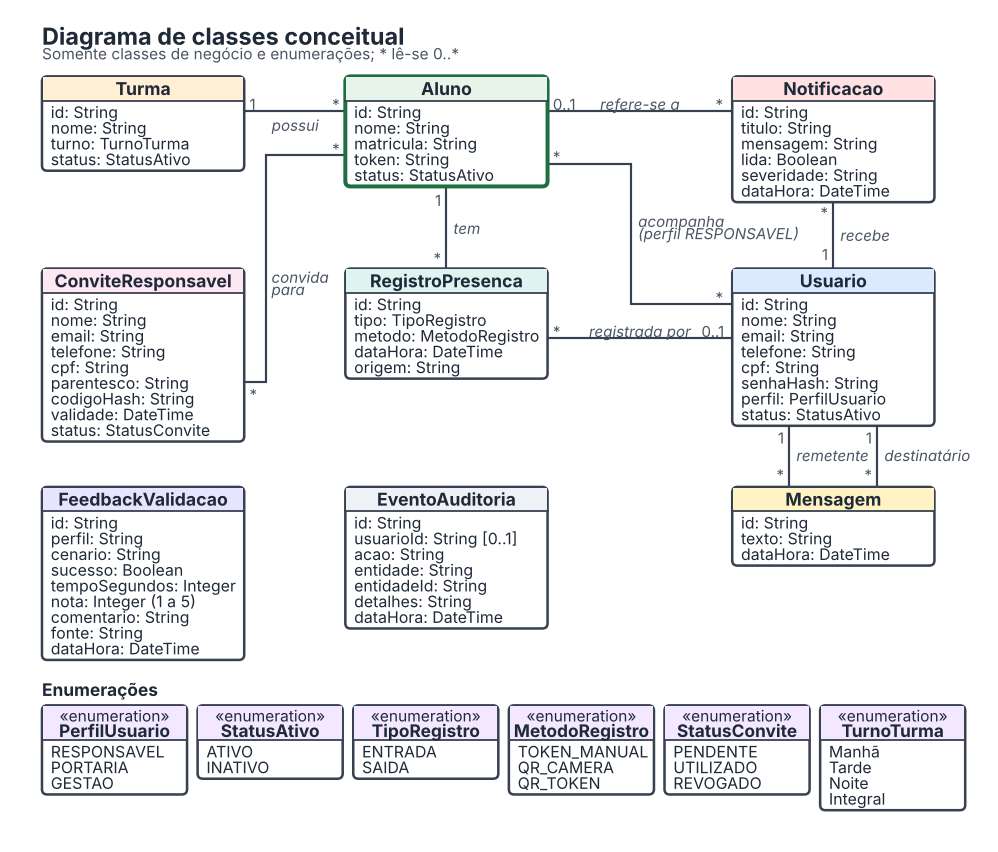 Diagrama de classes conceitual
Somente classes de negócio e enumerações; * lê-se 0..*
Turma
id: String
nome: String
turno: TurnoTurma
status: StatusAtivo
1
*
possui
Aluno
id: String
nome: String
matricula: String
token: String
status: StatusAtivo
*
0..1
refere-se a
*
*
Notificacao
id: String
titulo: String
mensagem: String
lida: Boolean
severidade: String
dataHora: DateTime
1
tem
*
acompanha
(perfil RESPONSAVEL)
*
*
recebe
1
ConviteResponsavel
id: String
nome: String
email: String
telefone: String
cpf: String
parentesco: String
codigoHash: String
validade: DateTime
status: StatusConvite
convida
para
*
RegistroPresenca
id: String
tipo: TipoRegistro
metodo: MetodoRegistro
dataHora: DateTime
origem: String
*
registrada por
0..1
Usuario
id: String
nome: String
email: String
telefone: String
cpf: String
senhaHash: String
perfil: PerfilUsuario
status: StatusAtivo
1
remetente
*
1
destinatário
*
FeedbackValidacao
id: String
perfil: String
cenario: String
sucesso: Boolean
tempoSegundos: Integer
nota: Integer (1 a 5)
comentario: String
fonte: String
dataHora: DateTime
EventoAuditoria
id: String
usuarioId: String [0..1]
acao: String
entidade: String
entidadeId: String
detalhes: String
dataHora: DateTime
Mensagem
id: String
texto: String
dataHora: DateTime
Enumerações
«enumeration»
PerfilUsuario
RESPONSAVEL
PORTARIA
GESTAO
«enumeration»
StatusAtivo
ATIVO
INATIVO
«enumeration»
TipoRegistro
ENTRADA
SAIDA
«enumeration»
MetodoRegistro
TOKEN_MANUAL
QR_CAMERA
QR_TOKEN
«enumeration»
StatusConvite
PENDENTE
UTILIZADO
REVOGADO
«enumeration»
TurnoTurma
Manhã
Tarde
Noite
Integral